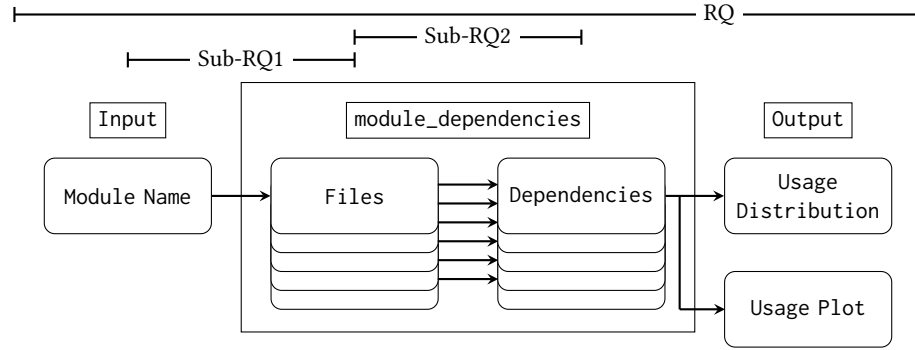 RQ
Sub-RQ2
Sub-RQ1
Input
module_dependencies
Output
Module Name
Files
Dependencies
Usage
Distribution
Usage Plot